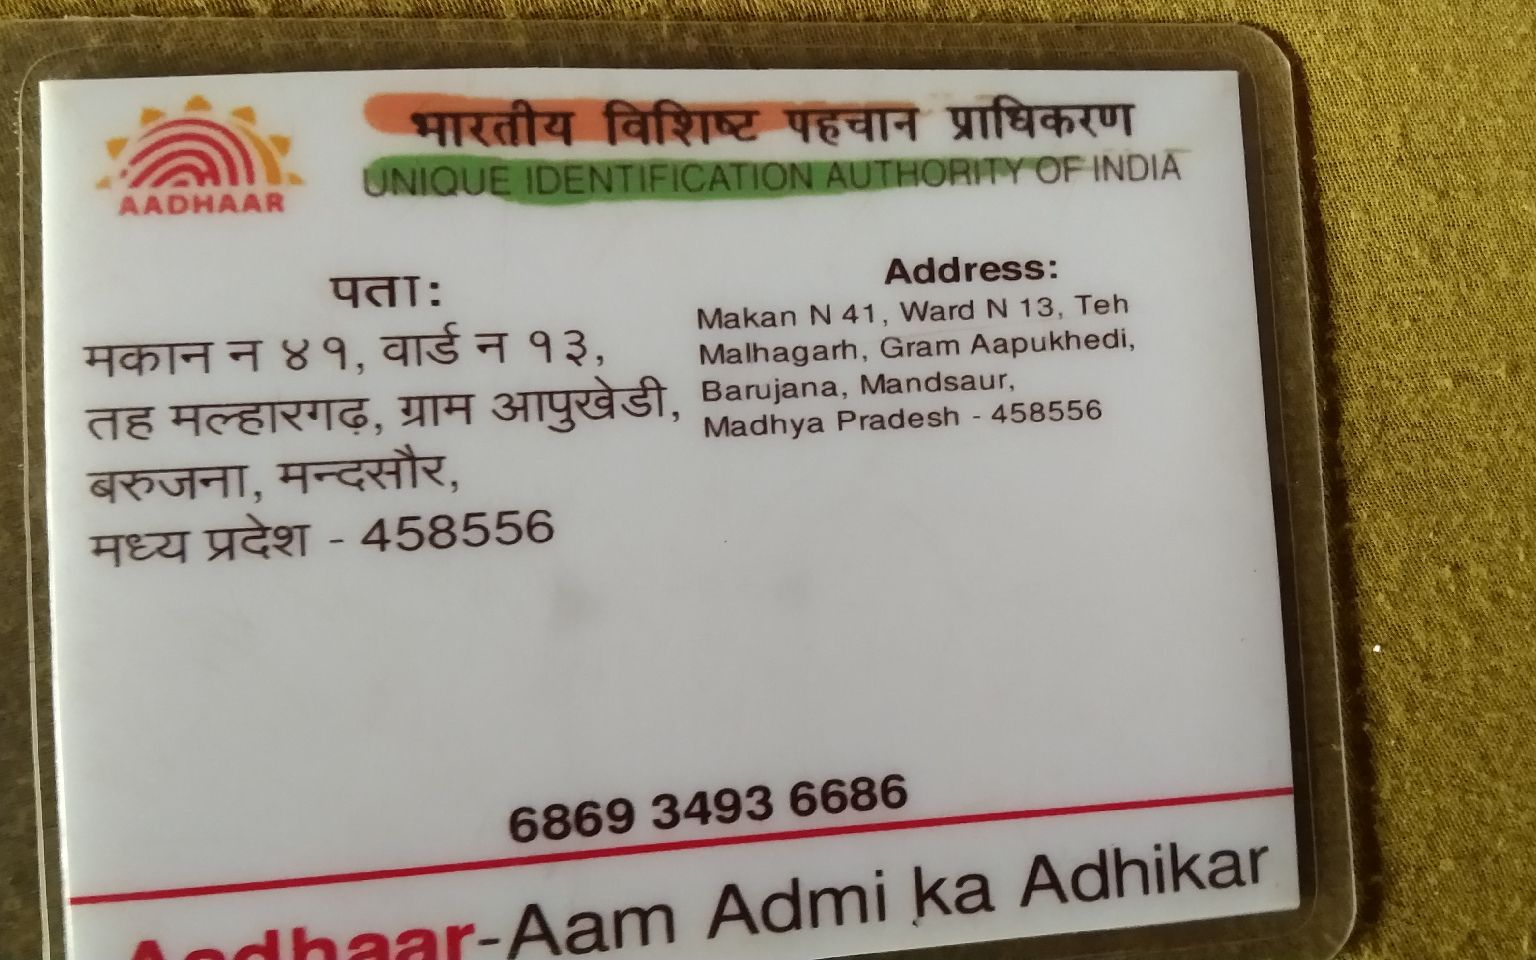 भारतीय विशिष्ट पहचान प्राधिकरण
UNIQUE IDENTIFICATION AUTHORITY OF INDIA
AADHAAR
पता:
मकान न ४१, वार्ड न १३,
तह मल्हारगढ़, ग्राम आपुखेडी,
बरुजना, मन्दसौर,
मध्य प्रदेश - 458556
Address:
Makan N 41, Ward N 13, Teh
Malhagarh, Gram Aapukhedi,
Barujana, Mandsaur,
Madhya Pradesh - 458556
6869 3493 6686
Aadhaar-Aam Admi ka Adhikar